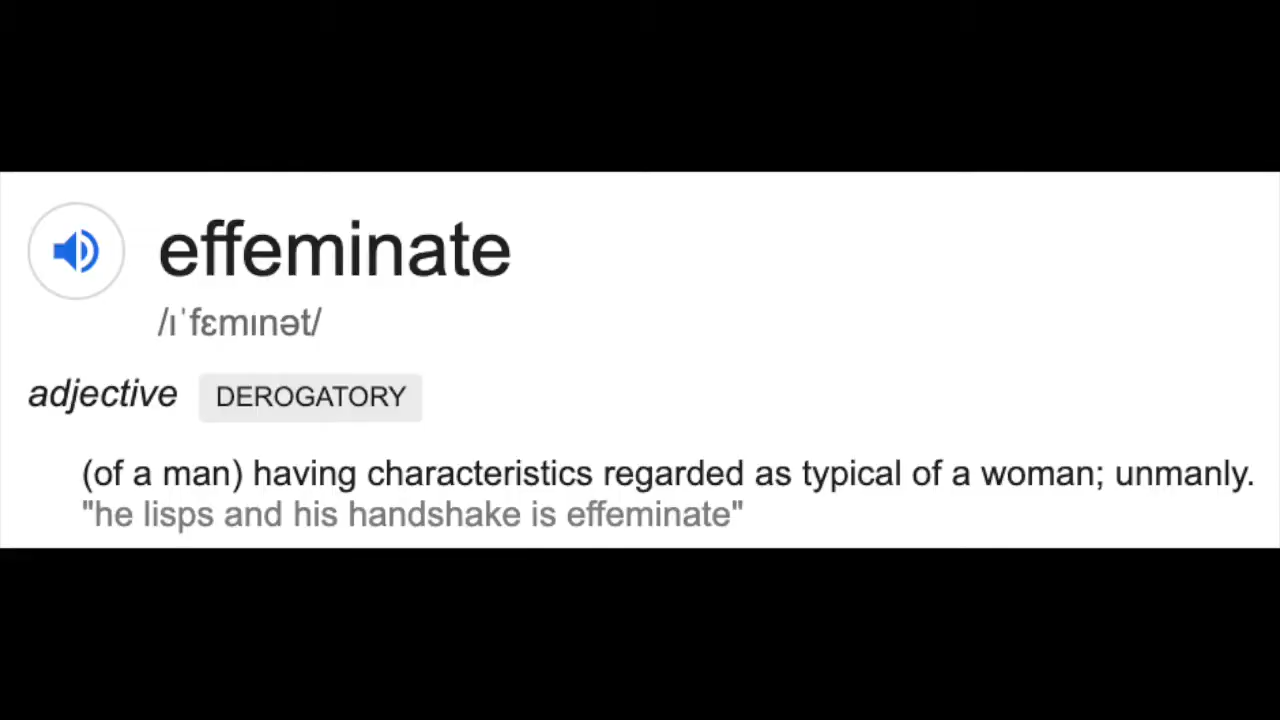 effeminate
/ɪˈfɛmɪnət/
adjective DEROGATORY
(of a man) having characteristics regarded as typical of a woman; unmanly.
"he lisps and his handshake is effeminate"